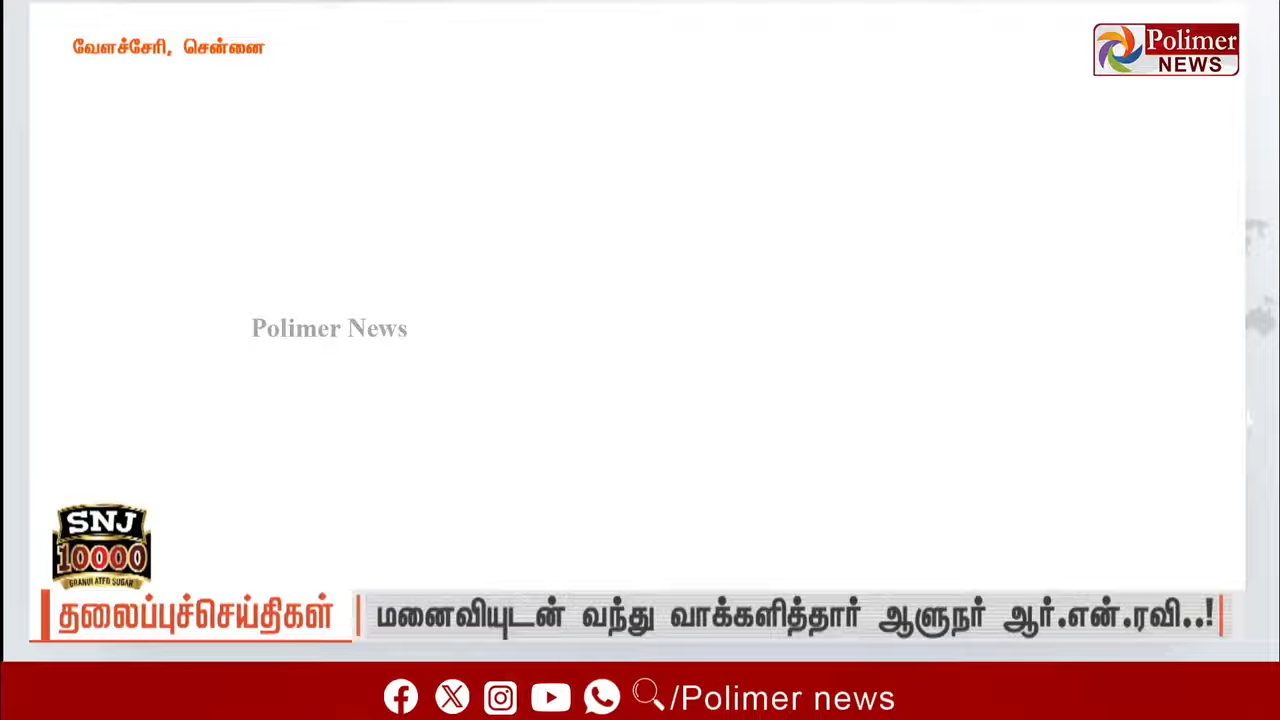 வேளச்சேரி, சென்னை
Polimer
NEWS
Polimer News
SNJ
10000
GRANULATED SUGAR
தலைப்புச்செய்திகள்
மனைவியுடன் வந்து வாக்களித்தார் ஆளுநர் ஆர்.என்.ரவி..!
/Polimer news